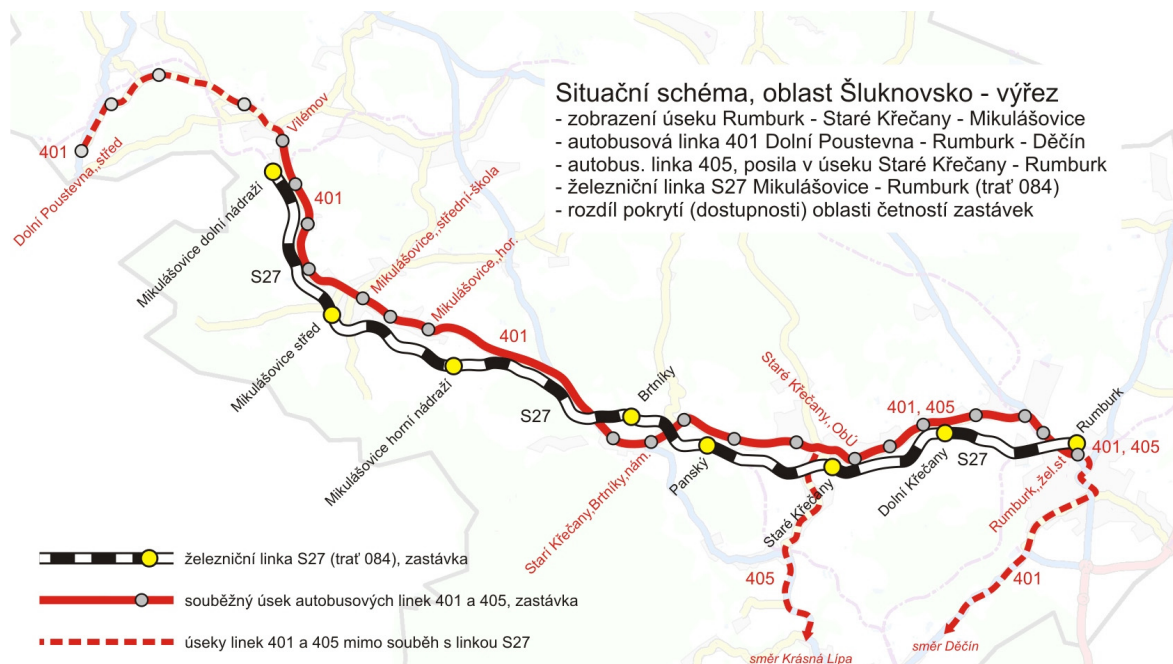 Situační schéma, oblast Šluknovsko - výřez
- zobrazení úseku Rumburk - Staré Křečany - Mikulášovice
- autobusová linka 401 Dolní Poustevna - Rumburk - Děčín
- autobus. linka 405, posila v úseku Staré Křečany - Rumburk
- železniční linka S27 Mikulášovice - Rumburk (trať 084)
- rozdíl pokrytí (dostupnosti) oblasti četností zastávek
401
Dolní Poustevna,,střed
Vilémov
401
Mikulášovice dolní nádraží
S27
Mikulášovice,,střední-škola
Mikulášovice,,hor.
Mikulášovice střed
401
Mikulášovice horní nádraží
S27
Brtníky
Starí Křečany,Brtníky,nám.
Panský
Staré Křečany,,ObÚ
Staré Křečany
401, 405
Dolní Křečany
S27
Rumburk
401, 405
Rumburk,,žel.st
405
401
směr Krásná Lípa
směr Děčín
železniční linka S27 (trať 084), zastávka
souběžný úsek autobusových linek 401 a 405, zastávka
úseky linek 401 a 405 mimo souběh s linkou S27